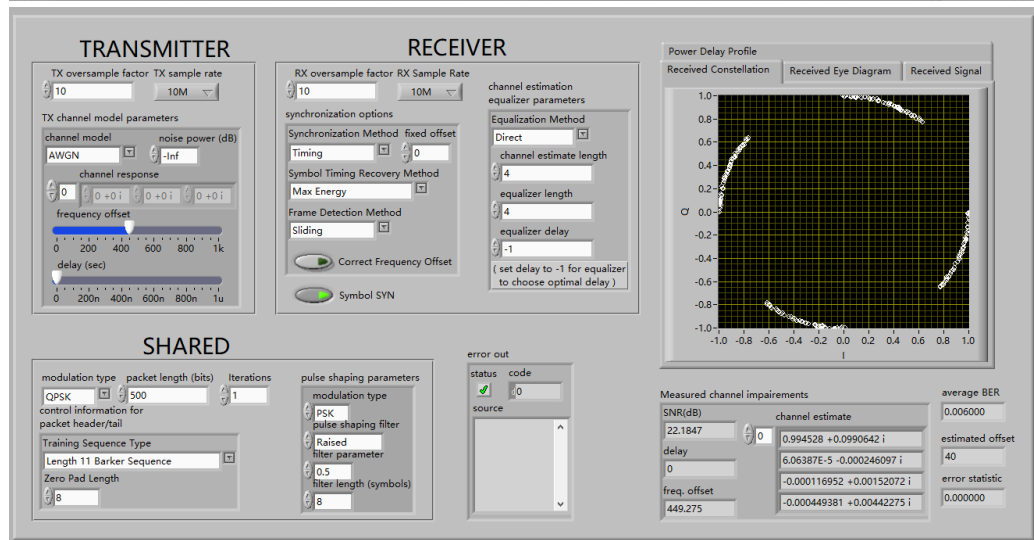 TRANSMITTER
TX oversample factor TX sample rate
10 10M
TX channel model parameters
channel model noise power (dB)
AWGN -Inf
channel response
0 0 +0 i 0 +0 i 0 +0 i
frequency offset
0 200 400 600 800 1k
delay (sec)
0 200n 400n 600n 800n 1u
RECEIVER
RX oversample factor RX Sample Rate
10 10M
synchronization options
Synchronization Method fixed offset
Timing 0
Symbol Timing Recovery Method
Max Energy
Frame Detection Method
Sliding
Correct Frequency Offset
Symbol SYN
channel estimation
equalizer parameters
Equalization Method
Direct
channel estimate length
4
equalizer length
4
equalizer delay
-1
( set delay to -1 for equalizer
to choose optimal delay )
Power Delay Profile
Received Constellation Received Eye Diagram Received Signal
1.0
0.8
0.6
0.4
0.2
Q 0.0
-0.2
-0.4
-0.6
-0.8
-1.0
-1.0 -0.8 -0.6 -0.4 -0.2 0.0 0.2 0.4 0.6 0.8 1.0
I
SHARED
modulation type packet length (bits) Iterations
QPSK 500 1
control information for
packet header/tail
Training Sequence Type
Length 11 Barker Sequence
Zero Pad Length
8
pulse shaping parameters
modulation type
PSK
pulse shaping filter
Raised
filter parameter
0.5
filter length (symbols)
8
error out
status code
0
source
Measured channel impairements
SNR(dB)
22.1847
delay
0
freq. offset
449.275
channel estimate
0 0.994528 +0.0990642 i
6.06387E-5 -0.000246097 i
-0.000116952 +0.00152072 i
-0.000449381 +0.00442275 i
average BER
0.006000
estimated offset
40
error statistic
0.000000